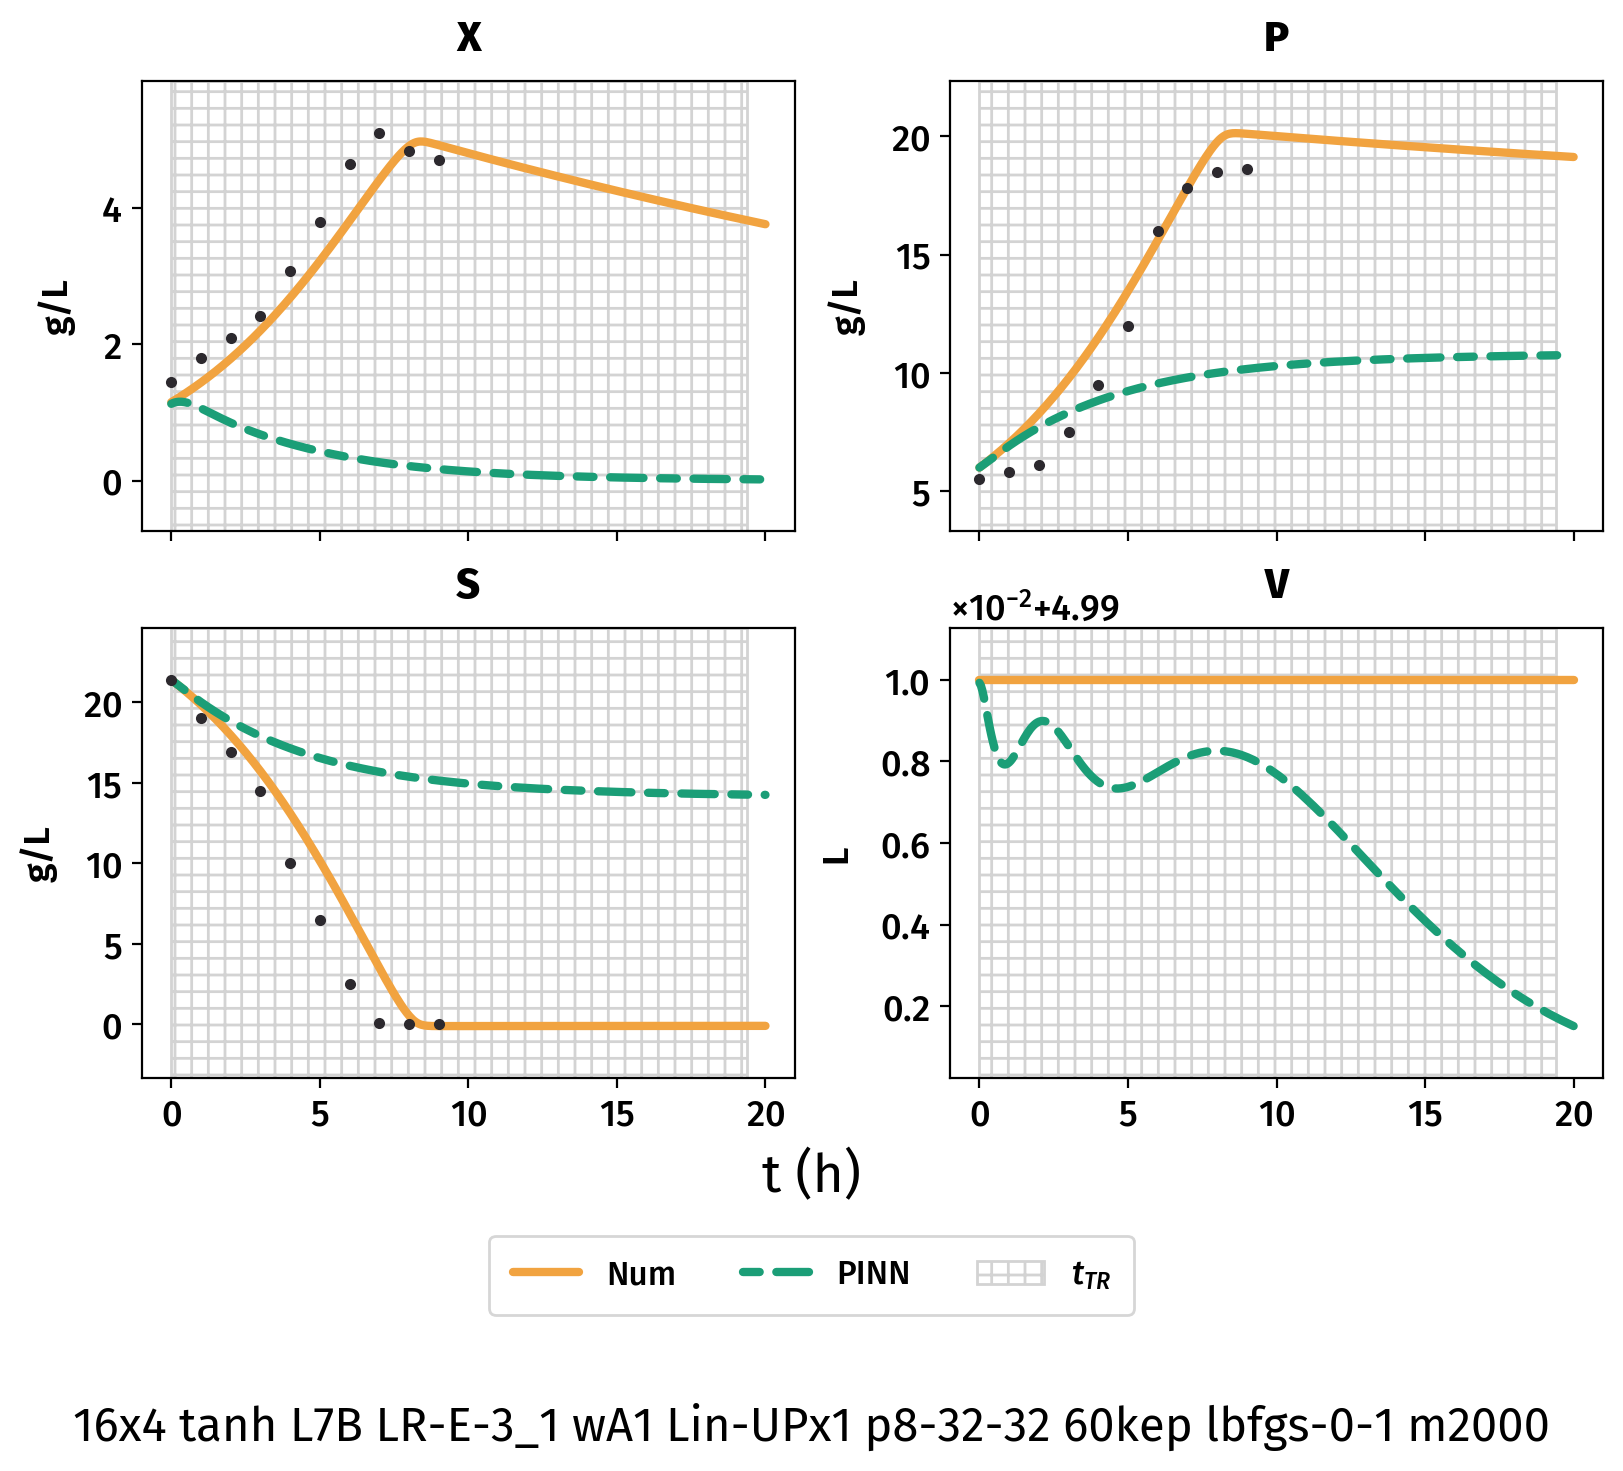 X
P
g/L
4
2
0
g/L
20
15
10
5
S
V
×10⁻²+4.99
g/L
20
15
10
5
0
L
1.0
0.8
0.6
0.4
0.2
0 5 10 15 20
0 5 10 15 20
t (h)
Num PINN t_TR
16x4 tanh L7B LR-E-3_1 wA1 Lin-UPx1 p8-32-32 60kep lbfgs-0-1 m2000